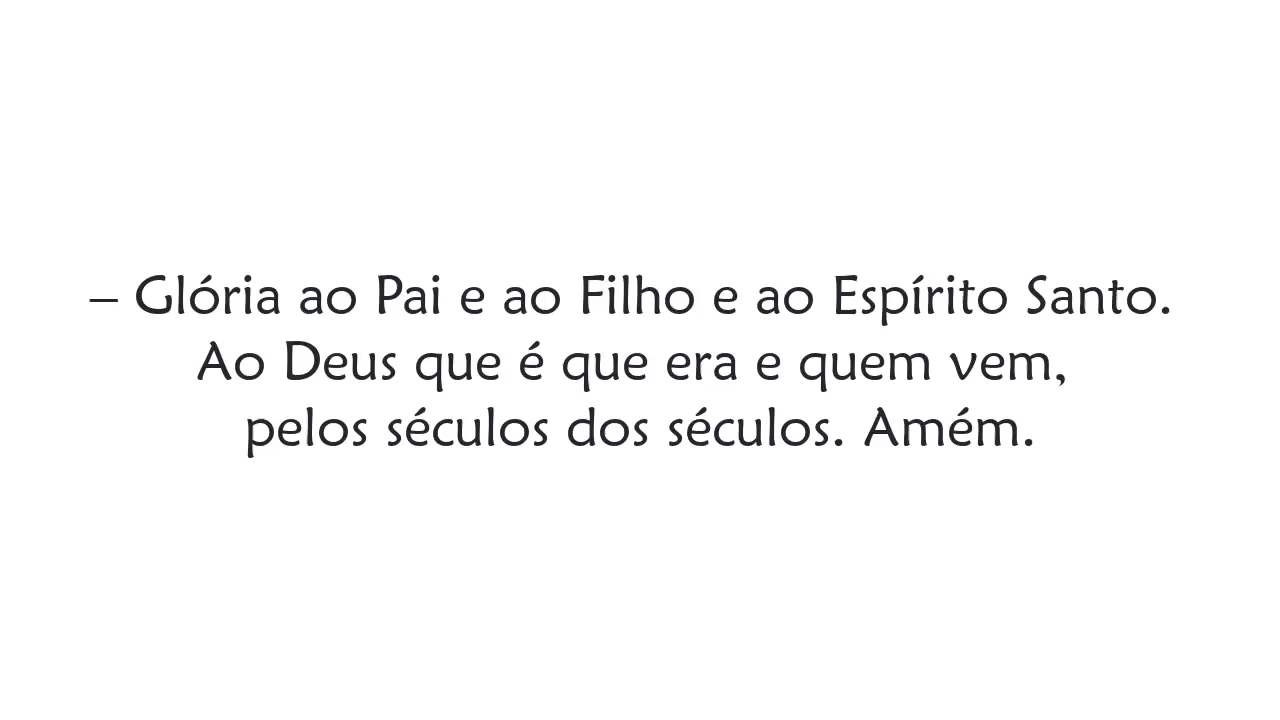 – Glória ao Pai e ao Filho e ao Espírito Santo.
Ao Deus que é que era e quem vem,
pelos séculos dos séculos. Amém.